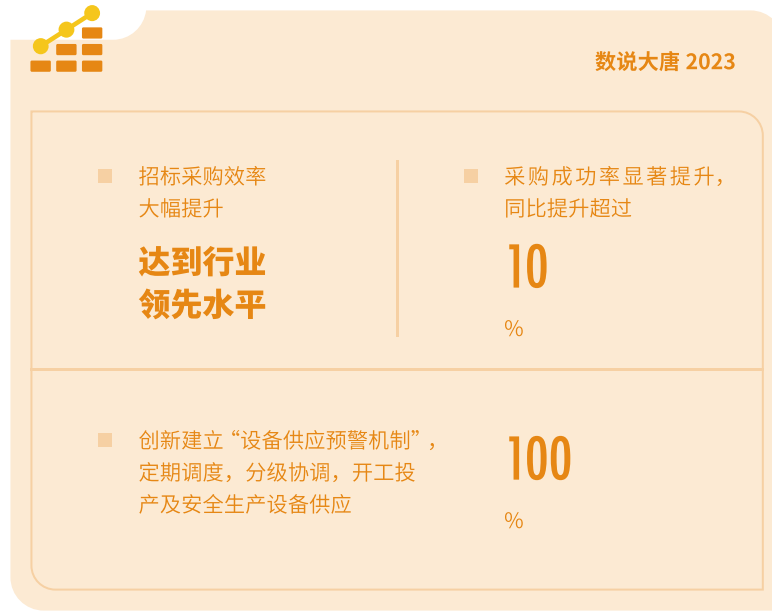 数说大唐 2023
招标采购效率
大幅提升
达到行业
领先水平
采购成功率显著提升，
同比提升超过
10
%
创新建立“设备供应预警机制”，
定期调度，分级协调，开工投
产及安全生产设备供应
100
%